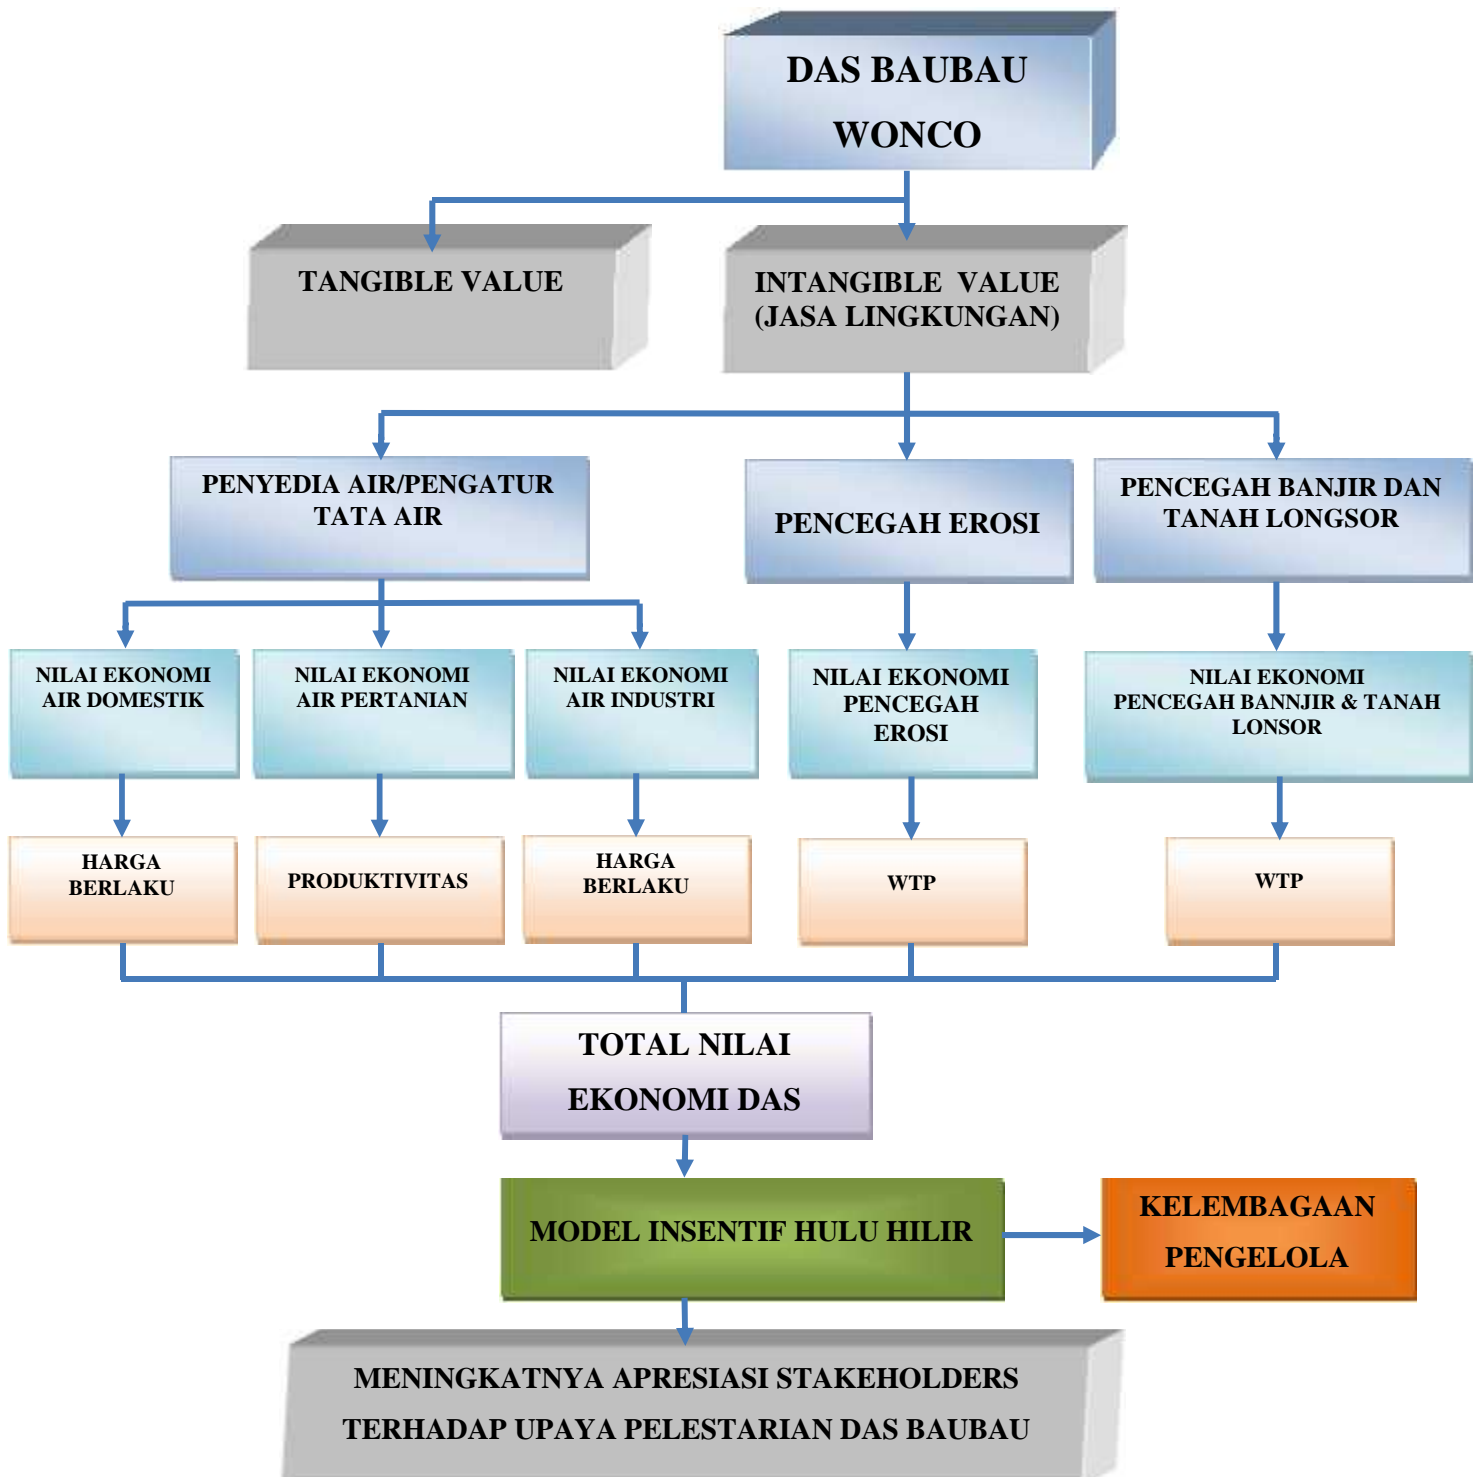 DAS BAUBAU
WONCO
TANGIBLE VALUE
INTANGIBLE VALUE
(JASA LINGKUNGAN)
PENYEDIA AIR/PENGATUR
TATA AIR
PENCEGAH EROSI
PENCEGAH BANJIR DAN
TANAH LONGSOR
NILAI EKONOMI
AIR DOMESTIK
NILAI EKONOMI
AIR PERTANIAN
NILAI EKONOMI
AIR INDUSTRI
NILAI EKONOMI
PENCEGAH
EROSI
NILAI EKONOMI
PENCEGAH BANNJIR & TANAH
LONSOR
HARGA
BERLAKU
PRODUKTIVITAS
HARGA
BERLAKU
WTP
WTP
TOTAL NILAI
EKONOMI DAS
MODEL INSENTIF HULU HILIR
KELEMBAGAAN
PENGELOLA
MENINGKATNYA APRESIASI STAKEHOLDERS
TERHADAP UPAYA PELESTARIAN DAS BAUBAU